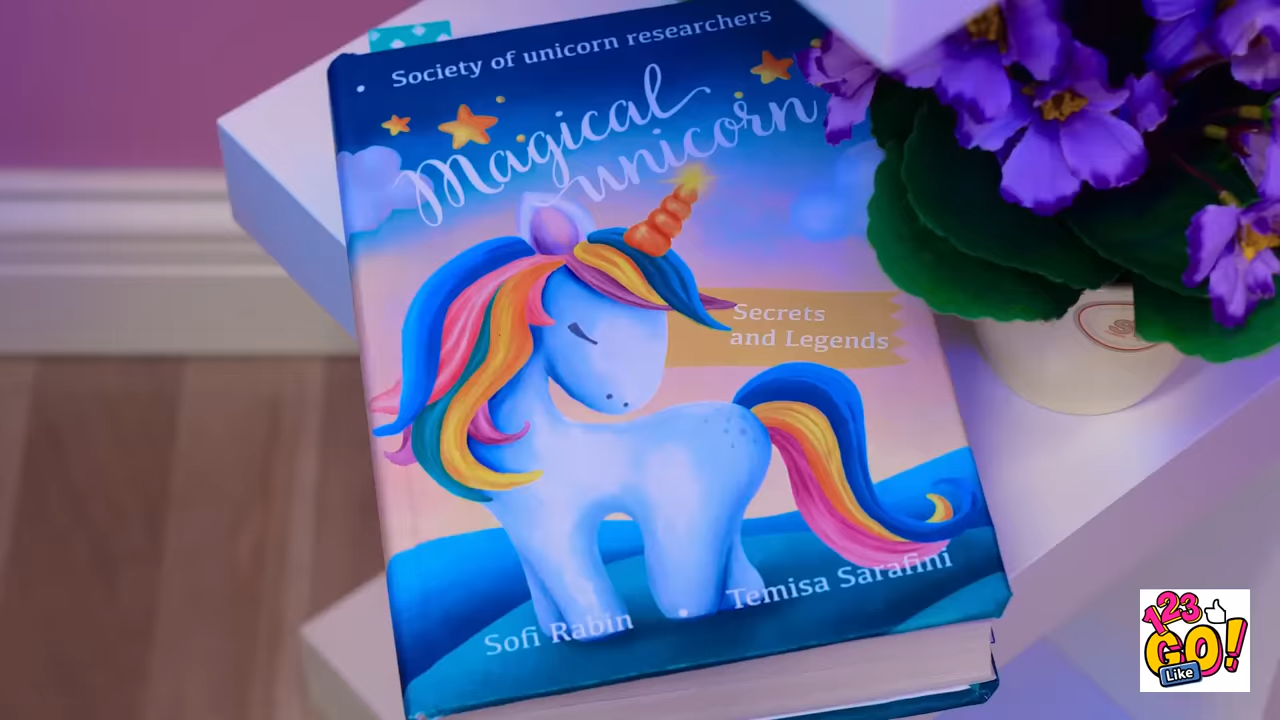 Society of unicorn researchers
Magical
unicorn
Secrets
and Legends
Temisa Sarafini
Sofi Rabin
123
GO!
Like